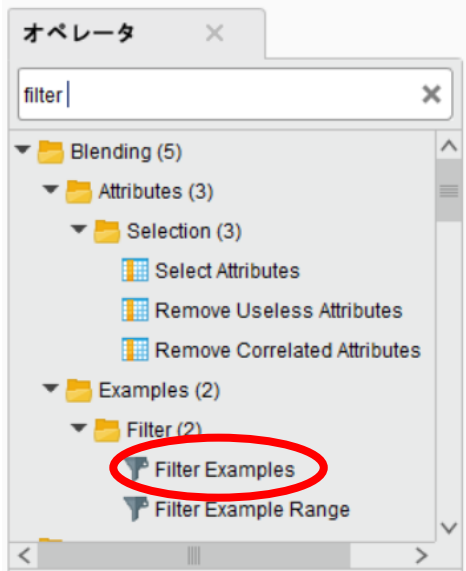 オペレータ
filter
Blending (5)
Attributes (3)
Selection (3)
Select Attributes
Remove Useless Attributes
Remove Correlated Attributes
Examples (2)
Filter (2)
Filter Examples
Filter Example Range